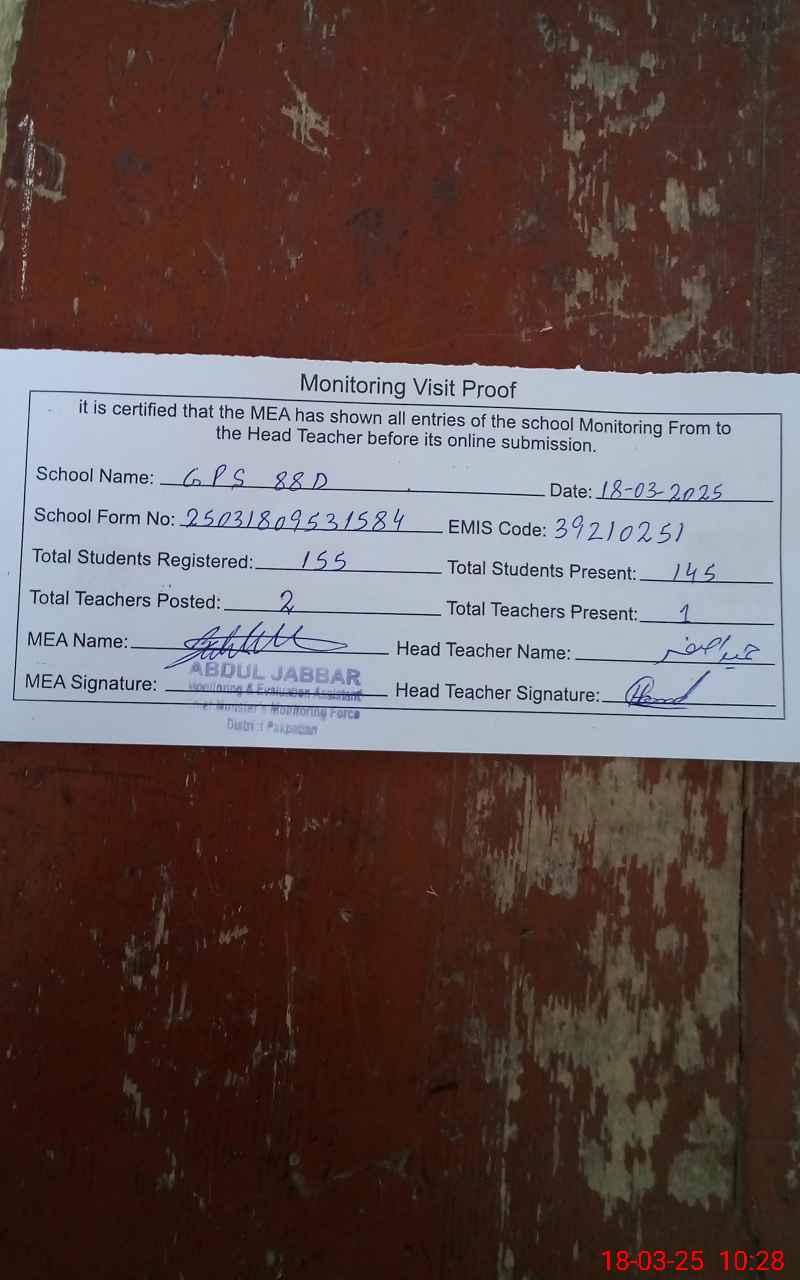 Monitoring Visit Proof
it is certified that the MEA has shown all entries of the school Monitoring From to
the Head Teacher before its online submission.
School Name: GPS 88D Date: 18-03-2025
School Form No: 25031809531584 EMIS Code: 39210251
Total Students Registered: 155 Total Students Present: 145
Total Teachers Posted: 2 Total Teachers Present: 1
MEA Name: Head Teacher Name:
ABDUL JABBAR
MEA Signature: Head Teacher Signature:
Monitoring & Evaluation Assistant
Minister's Monitoring Force
District Pakpattan
18-03-25 10:28